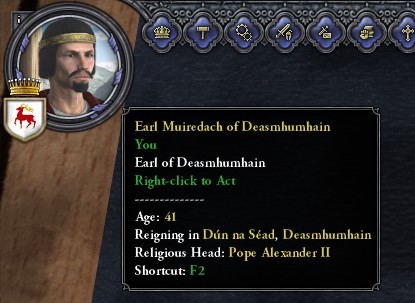 Earl Muiredach of Deasmhumhain
You
Earl of Deasmhumhain
Right-click to Act
--------------
Age: 41
Reigning in Dún na Séad, Deasmhumhain
Religious Head: Pope Alexander II
Shortcut: F2